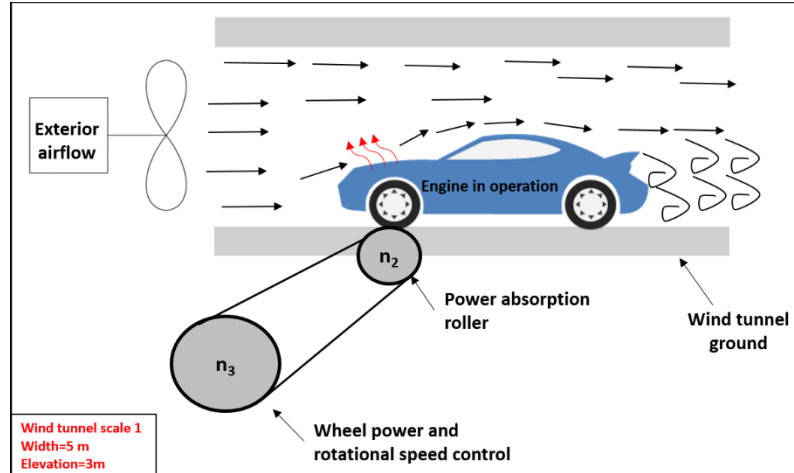 Exterior
airflow
Engine in operation
n₂
Power absorption
roller
Wind tunnel
ground
n₃
Wheel power and
rotational speed control
Wind tunnel scale 1
Width=5 m
Elevation=3m